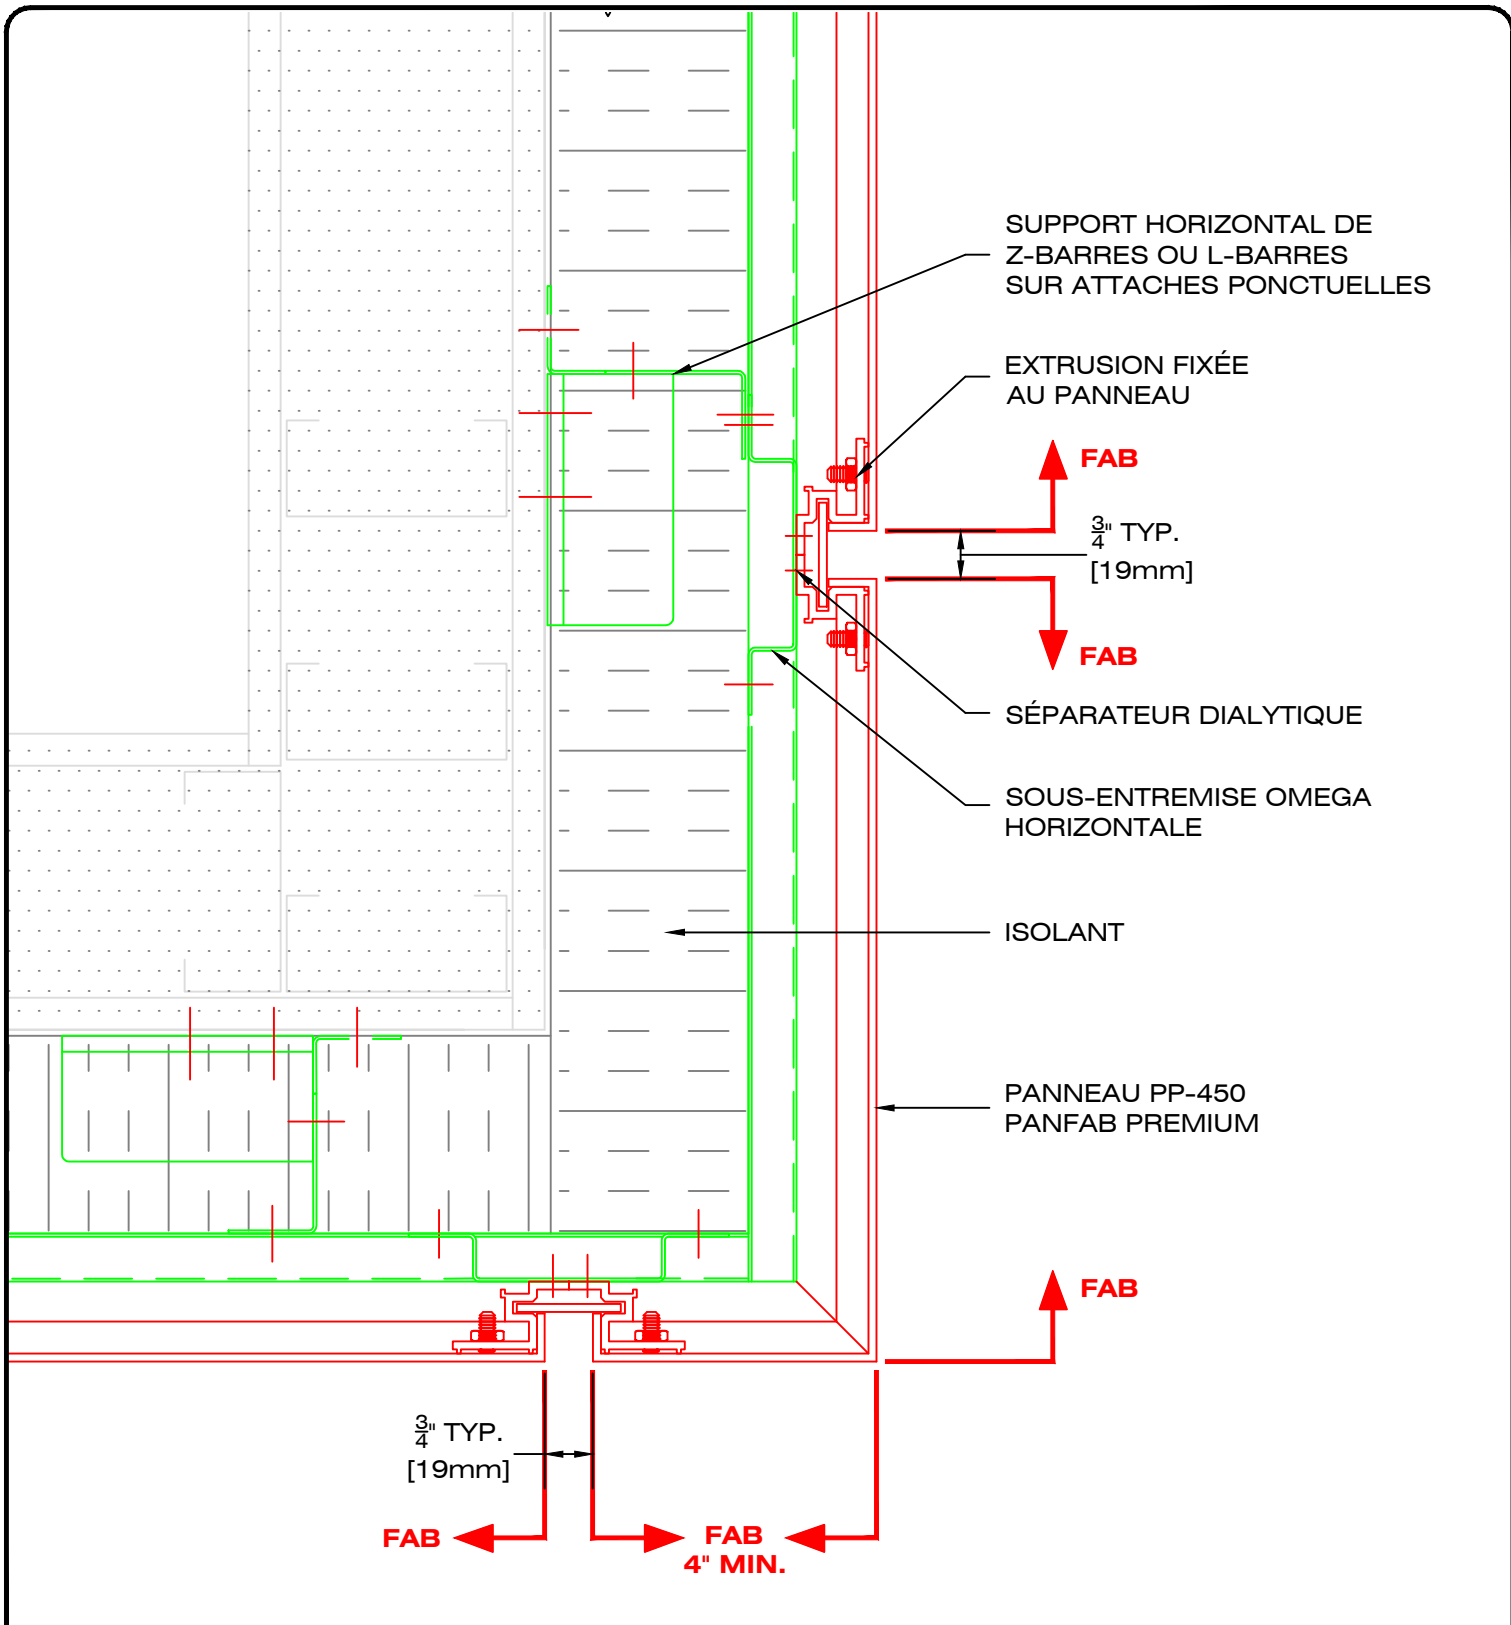 SUPPORT HORIZONTAL DE
Z-BARRES OU L-BARRES
SUR ATTACHES PONCTUELLES
EXTRUSION FIXÉE
AU PANNEAU
FAB
3/4" TYP.
[19mm]
FAB
SÉPARATEUR DIALYTIQUE
SOUS-ENTREMISE OMEGA
HORIZONTALE
ISOLANT
PANNEAU PP-450
PANFAB PREMIUM
FAB
3/4" TYP.
[19mm]
FAB
FAB
4" MIN.